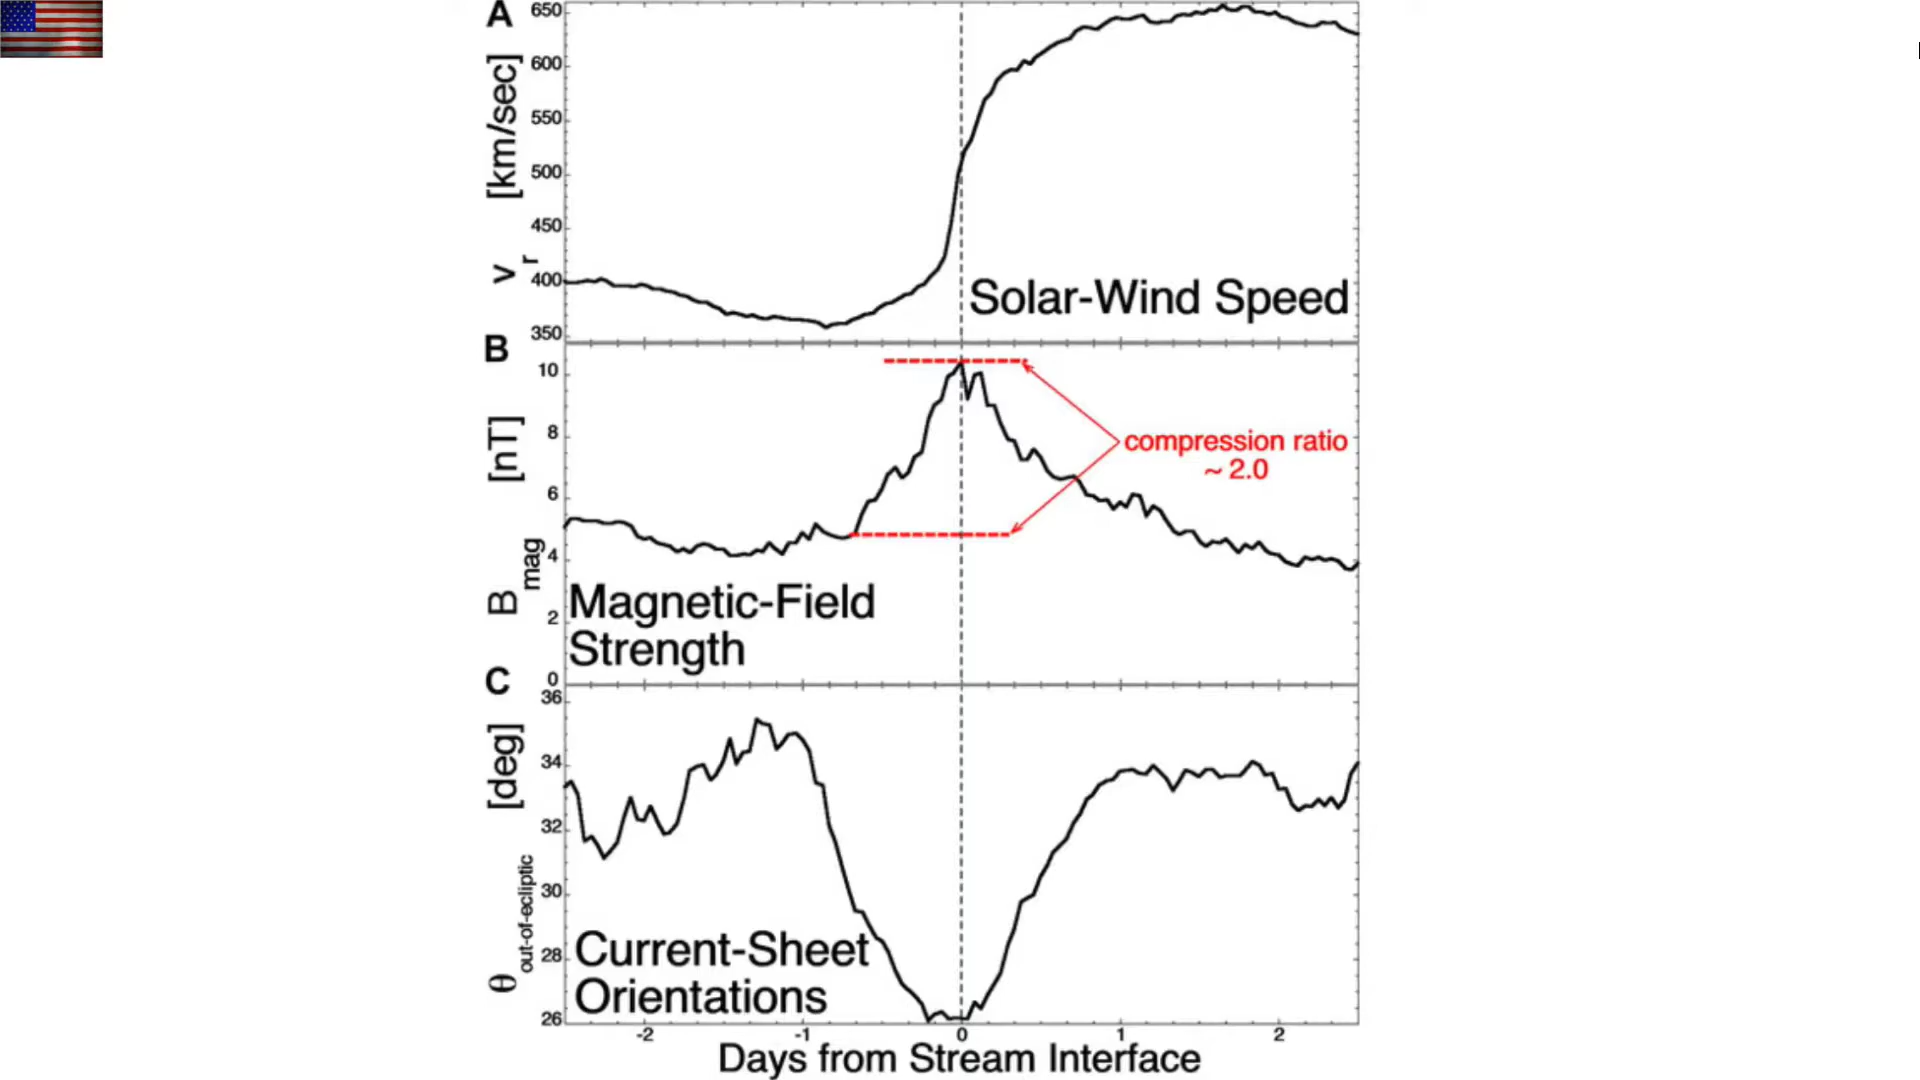 A
v r [km/sec]
650
600
550
500
450
400
350
Solar-Wind Speed
B
B mag [nT]
10
8
6
4
2
0
compression ratio
~ 2.0
Magnetic-Field
Strength
C
θ out-of-ecliptic [deg]
36
34
32
30
28
26
Current-Sheet
Orientations
-2 -1 0 1 2
Days from Stream Interface